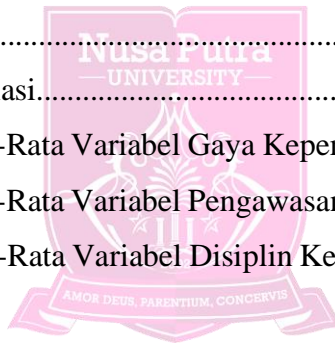 ...............................................
Nusa Putra
UNIVERSITY
asi...........................................
-Rata Variabel Gaya Keper
-Rata Variabel Pengawasan
-Rata Variabel Disiplin Ke
AMOR DEUS, PARENTIUM, CONCERVIS